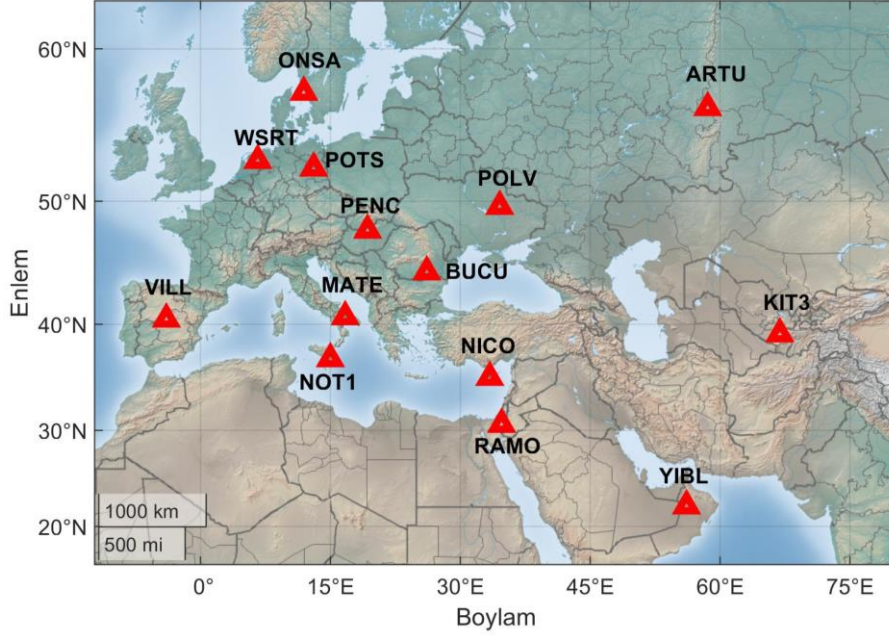 60°N
50°N
40°N
30°N
20°N
Enlem
ONSA
ARTU
WSRT
POTS
POLV
PENC
BUCU
VILL
MATE
KIT3
NICO
NOT1
RAMO
YIBL
1000 km
500 mi
0°
15°E
30°E
45°E
60°E
75°E
Boylam